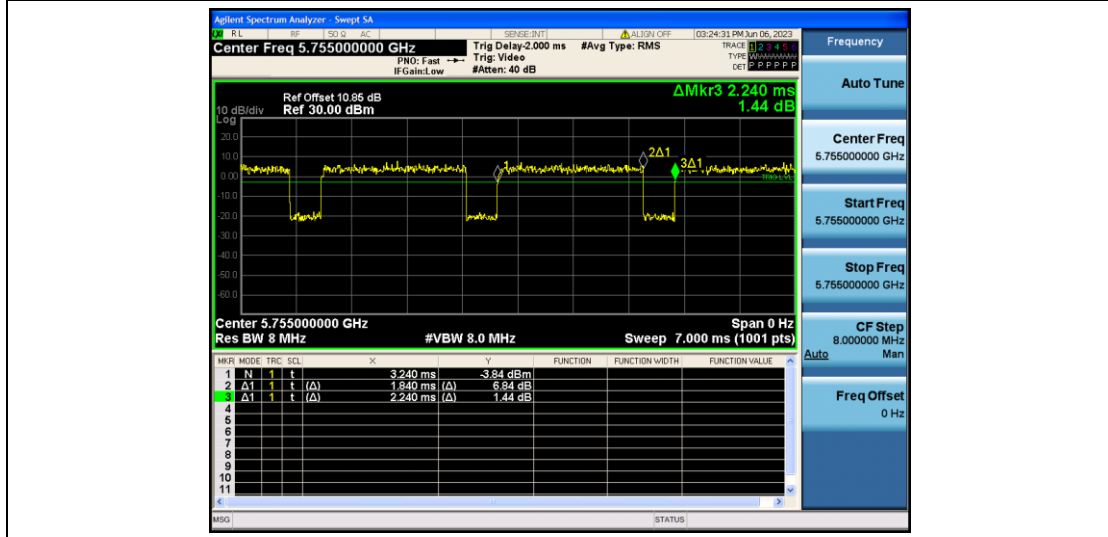 Agilent Spectrum Analyzer - Swept SA
RL RF 50 Ω AC SENSE:INT ALIGN OFF 03:24:31 PM Jun 06, 2023
Center Freq 5.755000000 GHz Trig Delay-2.000 ms #Avg Type: RMS TRACE 1 2 3 4 5 6
PNO: Fast Trig: Video TYPE
IFGain:Low #Atten: 40 dB DET P P P P P P
Ref Offset 10.85 dB ΔMkr3 2.240 ms
10 dB/div Ref 30.00 dBm 1.44 dB
Log
20.0
10.0
0.00
-10.0
-20.0
-30.0
-40.0
-50.0
-60.0
1
2Δ1
3Δ1
TRIG LVL
Center 5.755000000 GHz Span 0 Hz
Res BW 8 MHz #VBW 8.0 MHz Sweep 7.000 ms (1001 pts)
MKR MODE TRC SCL X Y FUNCTION FUNCTION WIDTH FUNCTION VALUE
1 N 1 t 3.240 ms -3.84 dBm
2 Δ1 1 t (Δ) 1.840 ms (Δ) 6.84 dB
3 Δ1 1 t (Δ) 2.240 ms (Δ) 1.44 dB
4
5
6
7
8
9
10
11
MSG STATUS
Frequency
Auto Tune
Center Freq
5.755000000 GHz
Start Freq
5.755000000 GHz
Stop Freq
5.755000000 GHz
CF Step
8.000000 MHz
Auto Man
Freq Offset
0 Hz